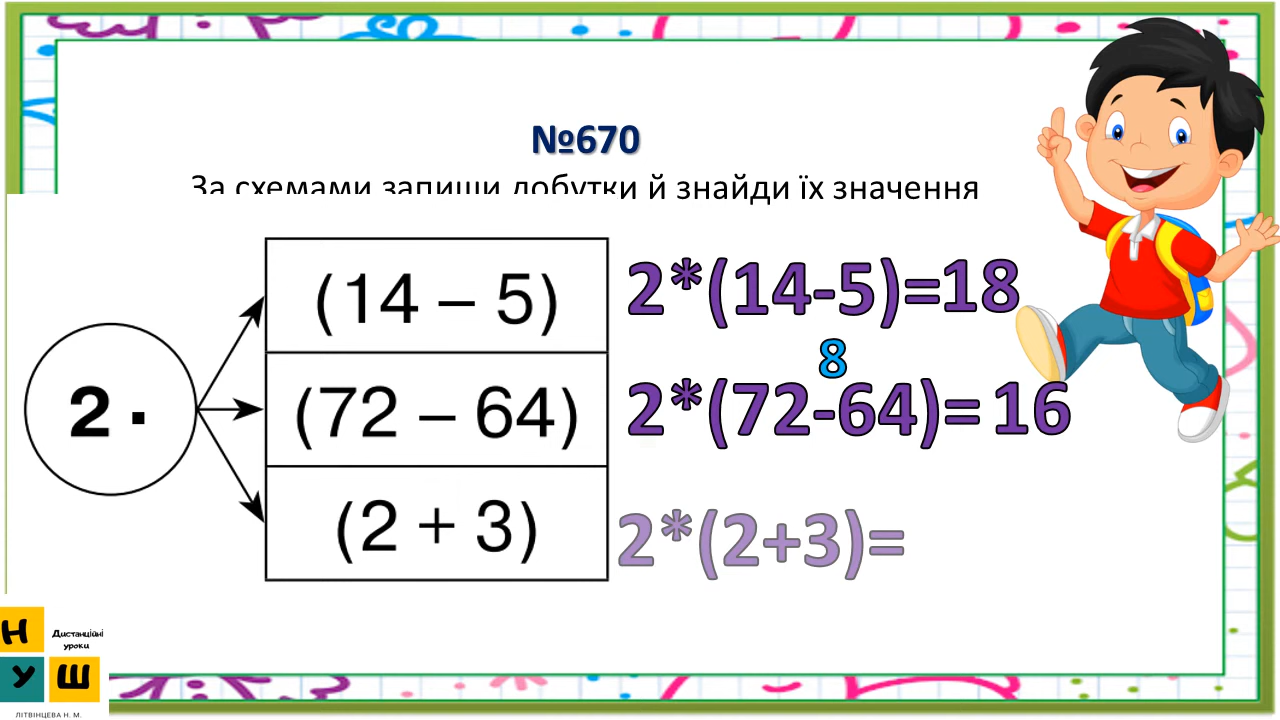 №670
За схемами запиши добутки й знайди їх значення
2 ·
(14 – 5)
(72 – 64)
(2 + 3)
2*(14-5)=18
8
2*(72-64)= 16
2*(2+3)=
Н
У Ш
Дистанційні
уроки
ЛІТВІНЦЕВА Н. М.